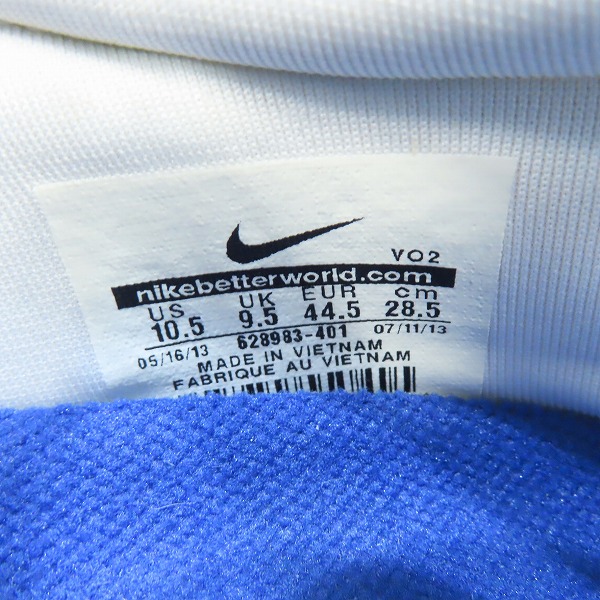 VO2
nikebetterworld.com
US UK EUR cm
10.5 9.5 44.5 28.5
05/16/13 628983-401 07/11/13
MADE IN VIETNAM
FABRIQUE AU VIETNAM